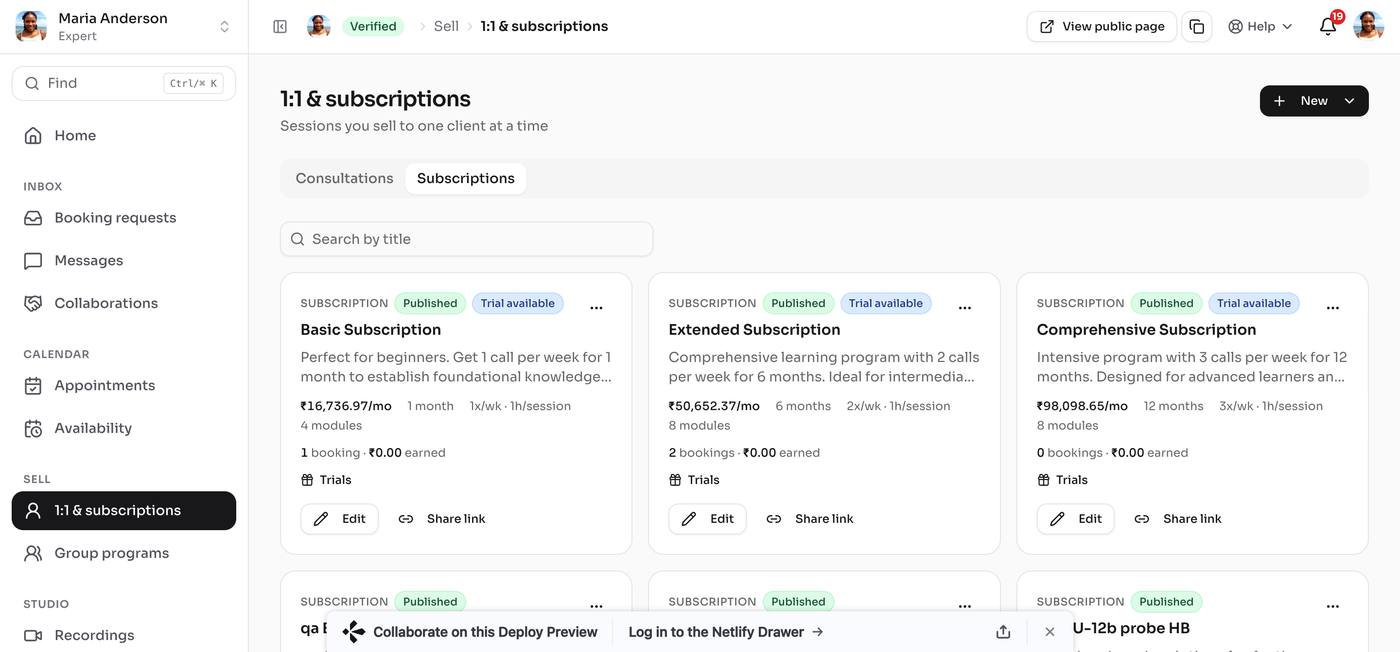 Maria Anderson
Expert
Verified
Sell
1:1 & subscriptions
View public page
Help
19
Find
Ctrl/⌘ K
Home
INBOX
Booking requests
Messages
Collaborations
CALENDAR
Appointments
Availability
SELL
1:1 & subscriptions
Group programs
STUDIO
Recordings
1:1 & subscriptions
Sessions you sell to one client at a time
New
Consultations
Subscriptions
Search by title
SUBSCRIPTION Published Trial available
Basic Subscription
Perfect for beginners. Get 1 call per week for 1
month to establish foundational knowledge...
₹16,736.97/mo 1 month 1x/wk · 1h/session
4 modules
1 booking · ₹0.00 earned
Trials
Edit Share link
SUBSCRIPTION Published Trial available
Extended Subscription
Comprehensive learning program with 2 calls
per week for 6 months. Ideal for intermedia...
₹50,652.37/mo 6 months 2x/wk · 1h/session
8 modules
2 bookings · ₹0.00 earned
Trials
Edit Share link
SUBSCRIPTION Published Trial available
Comprehensive Subscription
Intensive program with 3 calls per week for 12
months. Designed for advanced learners an...
₹98,098.65/mo 12 months 3x/wk · 1h/session
8 modules
0 bookings · ₹0.00 earned
Trials
Edit Share link
SUBSCRIPTION Published
qa
SUBSCRIPTION Published
SUBSCRIPTION Published
U-12b probe HB
Collaborate on this Deploy Preview
Log in to the Netlify Drawer →